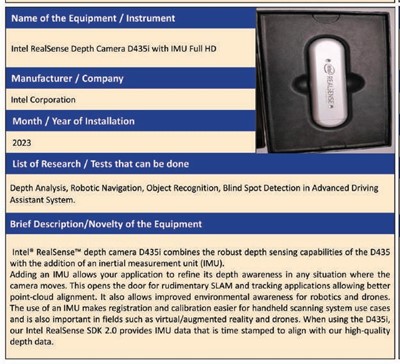 Name of the Equipment / Instrument
Intel RealSense Depth Camera D435i with IMU Full HD
Manufacturer / Company
Intel Corporation
Month / Year of Installation
2023
REALSENSE
List of Research / Tests that can be done
Depth Analysis, Robotic Navigation, Object Recognition, Blind Spot Detection in Advanced Driving
Assistant System.
Brief Description/Novelty of the Equipment
Intel® RealSense™ depth camera D435i combines the robust depth sensing capabilities of the D435
with the addition of an inertial measurement unit (IMU).
Adding an IMU allows your application to refine its depth awareness in any situation where the
camera moves. This opens the door for rudimentary SLAM and tracking applications allowing better
point-cloud alignment. It also allows improved environmental awareness for robotics and drones.
The use of an IMU makes registration and calibration easier for handheld scanning system use cases
and is also important in fields such as virtual/augmented reality and drones. When using the D435i,
our Intel RealSense SDK 2.0 provides IMU data that is time stamped to align with our high-quality
depth data.